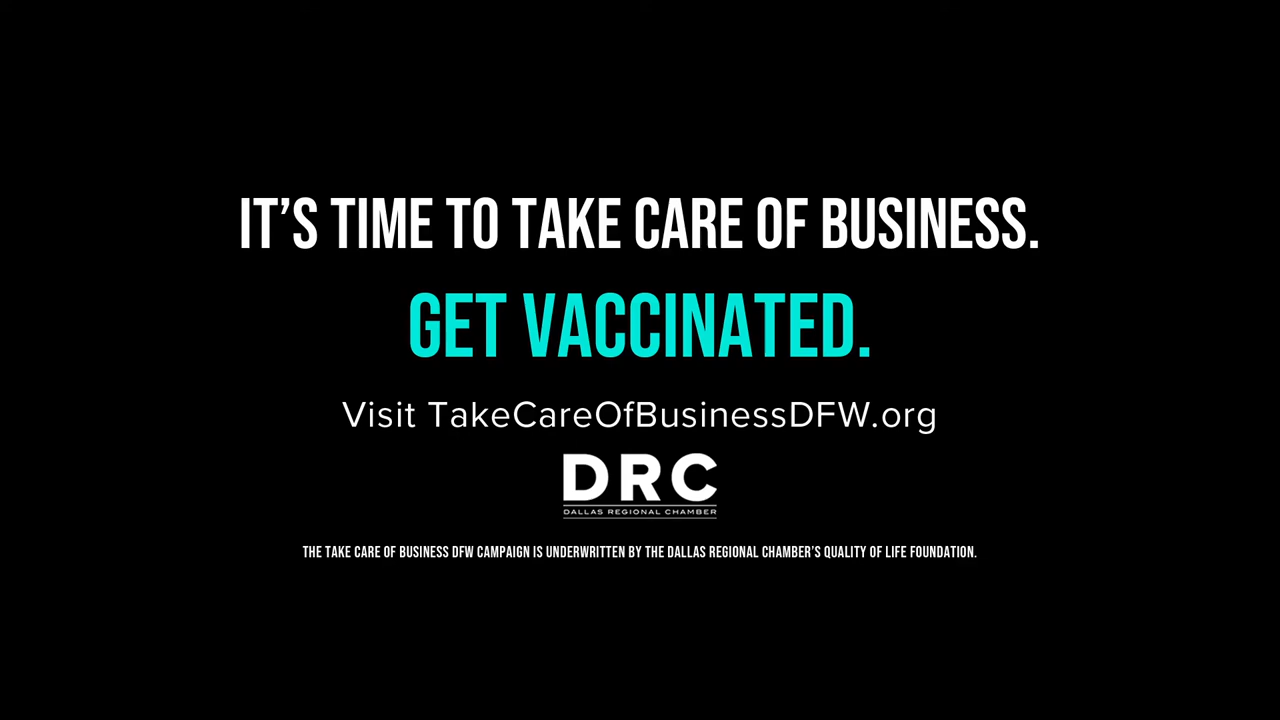 IT'S TIME TO TAKE CARE OF BUSINESS.
GET VACCINATED.
Visit TakeCareOfBusinessDFW.org
DRC
DALLAS REGIONAL CHAMBER
THE TAKE CARE OF BUSINESS DFW CAMPAIGN IS UNDERWRITTEN BY THE DALLAS REGIONAL CHAMBER'S QUALITY OF LIFE FOUNDATION.